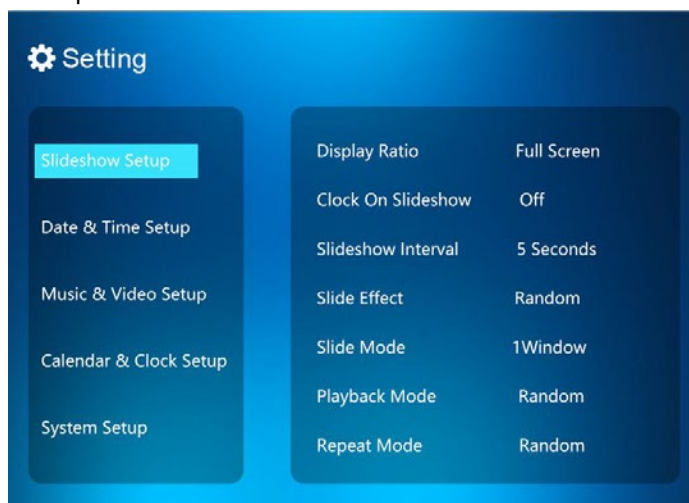 Setting
Slideshow Setup
Date & Time Setup
Music & Video Setup
Calendar & Clock Setup
System Setup
Display Ratio Full Screen
Clock On Slideshow Off
Slideshow Interval 5 Seconds
Slide Effect Random
Slide Mode 1Window
Playback Mode Random
Repeat Mode Random